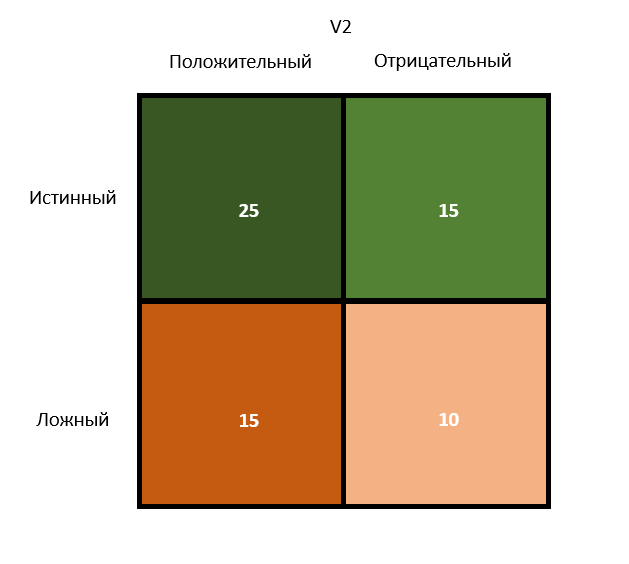 V2
Положительный Отрицательный
Истинный 25 15
Ложный 15 10